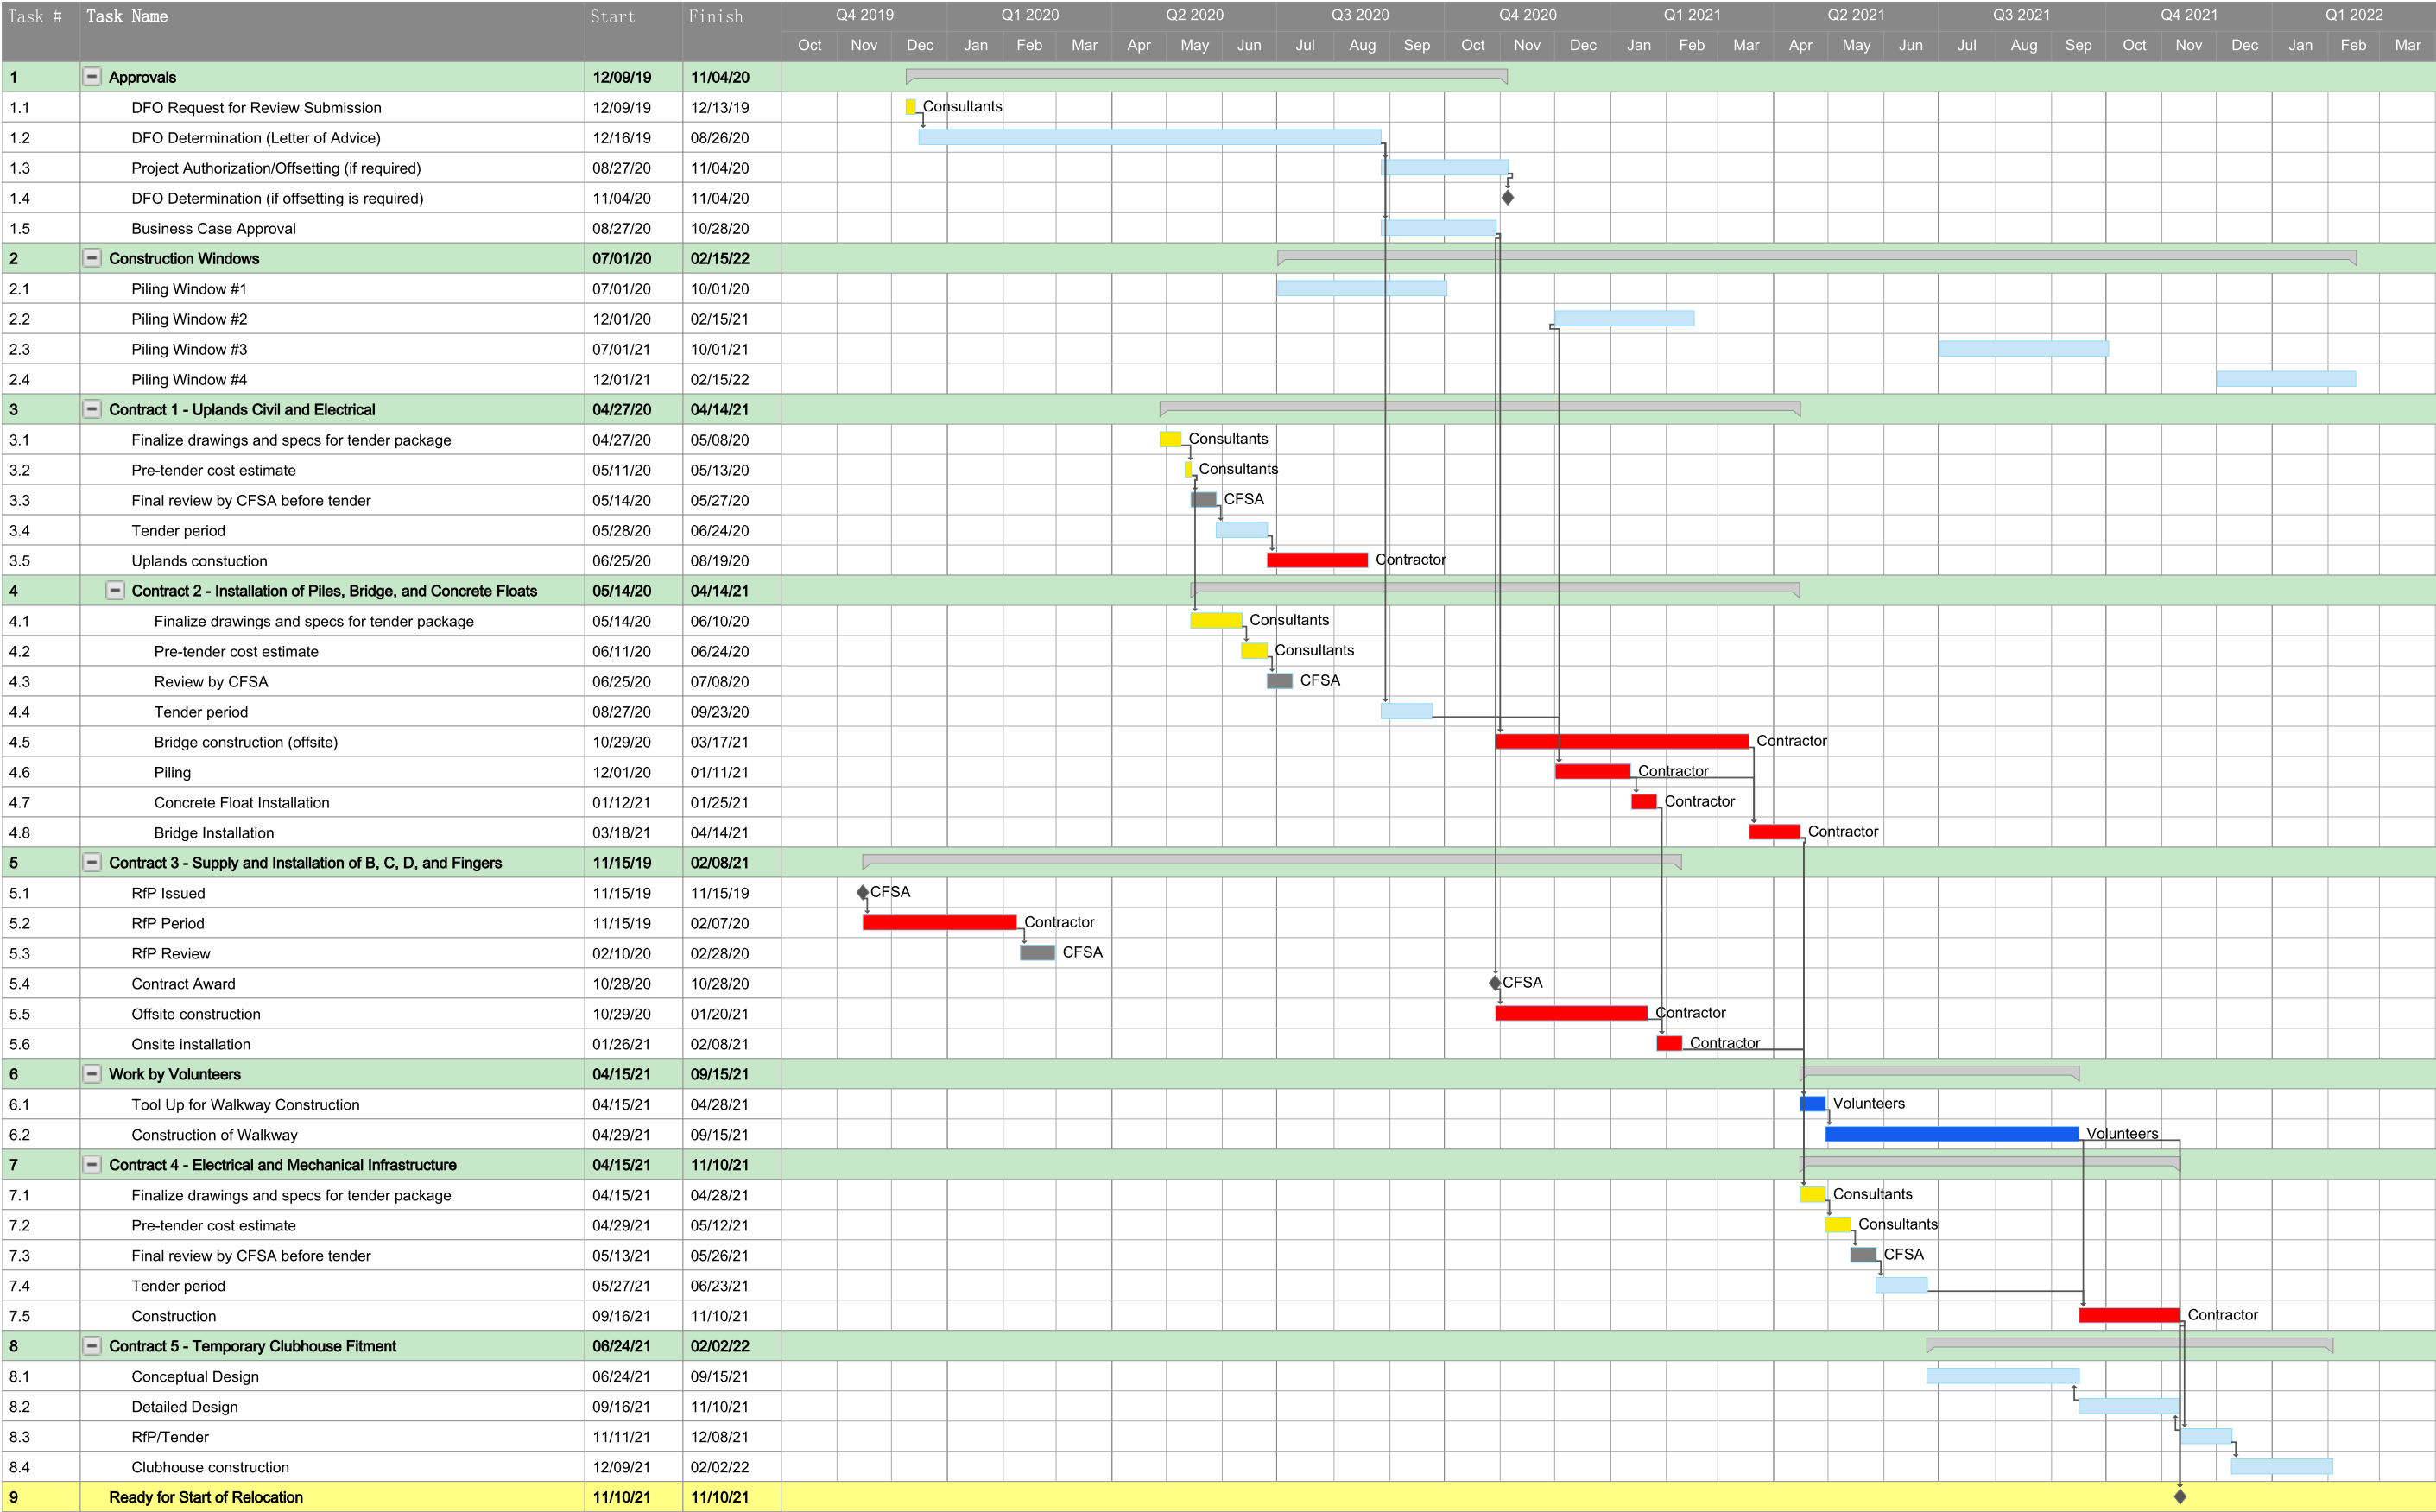 Task # Task Name Start Finish Q4 2019 Q1 2020 Q2 2020 Q3 2020 Q4 2020 Q1 2021 Q2 2021 Q3 2021 Q4 2021 Q1 2022
Oct Nov Dec Jan Feb Mar Apr May Jun Jul Aug Sep Oct Nov Dec Jan Feb Mar Apr May Jun Jul Aug Sep Oct Nov Dec Jan Feb Mar
1 Approvals 12/09/19 11/04/20
1.1 DFO Request for Review Submission 12/09/19 12/13/19 Consultants
1.2 DFO Determination (Letter of Advice) 12/16/19 08/26/20
1.3 Project Authorization/Offsetting (if required) 08/27/20 11/04/20
1.4 DFO Determination (if offsetting is required) 11/04/20 11/04/20
1.5 Business Case Approval 08/27/20 10/28/20
2 Construction Windows 07/01/20 02/15/22
2.1 Piling Window #1 07/01/20 10/01/20
2.2 Piling Window #2 12/01/20 02/15/21
2.3 Piling Window #3 07/01/21 10/01/21
2.4 Piling Window #4 12/01/21 02/15/22
3 Contract 1 - Uplands Civil and Electrical 04/27/20 04/14/21
3.1 Finalize drawings and specs for tender package 04/27/20 05/08/20 Consultants
3.2 Pre-tender cost estimate 05/11/20 05/13/20 Consultants
3.3 Final review by CFSA before tender 05/14/20 05/27/20 CFSA
3.4 Tender period 05/28/20 06/24/20
3.5 Uplands constuction 06/25/20 08/19/20 Contractor
4 Contract 2 - Installation of Piles, Bridge, and Concrete Floats 05/14/20 04/14/21
4.1 Finalize drawings and specs for tender package 05/14/20 06/10/20 Consultants
4.2 Pre-tender cost estimate 06/11/20 06/24/20 Consultants
4.3 Review by CFSA 06/25/20 07/08/20 CFSA
4.4 Tender period 08/27/20 09/23/20
4.5 Bridge construction (offsite) 10/29/20 03/17/21 Contractor
4.6 Piling 12/01/20 01/11/21 Contractor
4.7 Concrete Float Installation 01/12/21 01/25/21 Contractor
4.8 Bridge Installation 03/18/21 04/14/21 Contractor
5 Contract 3 - Supply and Installation of B, C, D, and Fingers 11/15/19 02/08/21
5.1 RfP Issued 11/15/19 11/15/19 CFSA
5.2 RfP Period 11/15/19 02/07/20 Contractor
5.3 RfP Review 02/10/20 02/28/20 CFSA
5.4 Contract Award 10/28/20 10/28/20 CFSA
5.5 Offsite construction 10/29/20 01/20/21 Contractor
5.6 Onsite installation 01/26/21 02/08/21 Contractor
6 Work by Volunteers 04/15/21 09/15/21
6.1 Tool Up for Walkway Construction 04/15/21 04/28/21 Volunteers
6.2 Construction of Walkway 04/29/21 09/15/21 Volunteers
7 Contract 4 - Electrical and Mechanical Infrastructure 04/15/21 11/10/21
7.1 Finalize drawings and specs for tender package 04/15/21 04/28/21 Consultants
7.2 Pre-tender cost estimate 04/29/21 05/12/21 Consultants
7.3 Final review by CFSA before tender 05/13/21 05/26/21 CFSA
7.4 Tender period 05/27/21 06/23/21
7.5 Construction 09/16/21 11/10/21 Contractor
8 Contract 5 - Temporary Clubhouse Fitment 06/24/21 02/02/22
8.1 Conceptual Design 06/24/21 09/15/21
8.2 Detailed Design 09/16/21 11/10/21
8.3 RfP/Tender 11/11/21 12/08/21
8.4 Clubhouse construction 12/09/21 02/02/22
9 Ready for Start of Relocation 11/10/21 11/10/21